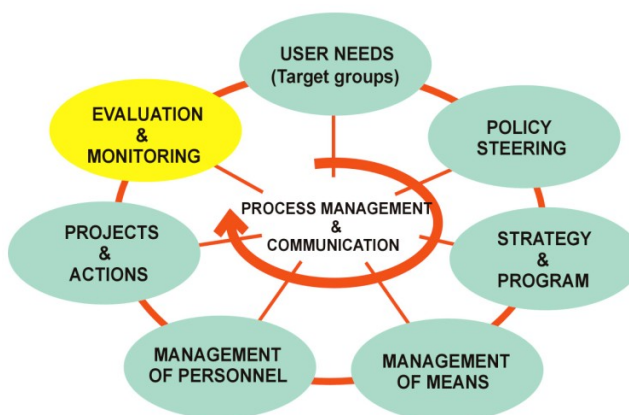 USER NEEDS
(Target groups)
EVALUATION
&
MONITORING
POLICY
STEERING
PROCESS MANAGEMENT
&
COMMUNICATION
PROJECTS
&
ACTIONS
STRATEGY
&
PROGRAM
MANAGEMENT
OF PERSONNEL
MANAGEMENT
OF MEANS